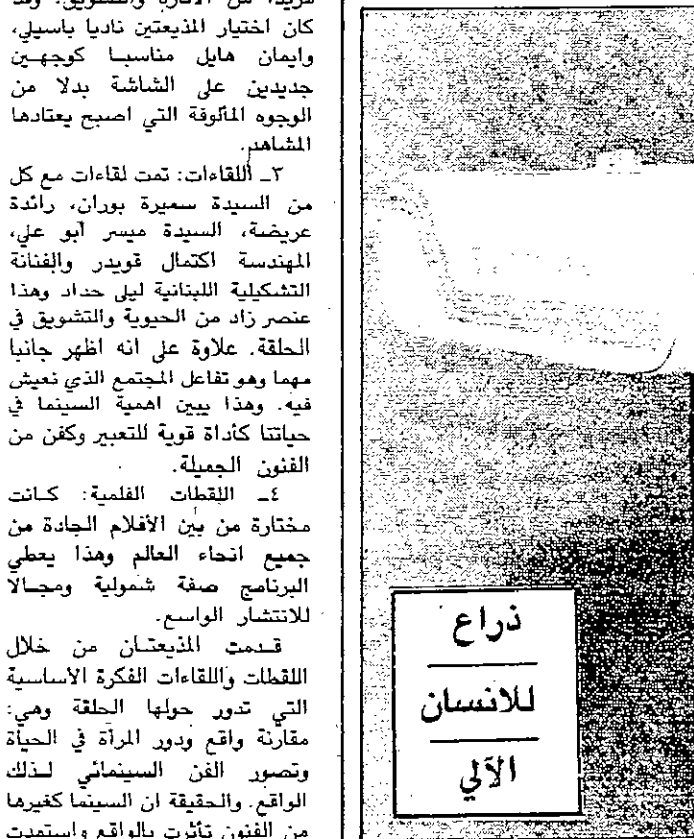 مزيدا من الاثارة والتشويق. وقد
كان اختيار المذيعتين ناديا باسيلي،
وايمان هايل مناسبا كوجهين
جديدين على الشاشة بدلا من
الوجوه المألوفة التي اصبح يعتادها
المشاهد.
٣ـ اللقاءات: تمت لقاءات مع كل
من السيدة سميرة بوران، رائدة
عريضة، السيدة ميسر ابو علي،
المهندسة اكتمال قويدر والفنانة
التشكيلية اللبنانية ليلى حداد وهذا
عنصر زاد من الحيوية والتشويق في
الحلقة. علاوة على انه اظهر جانبا
مهما وهو تفاعل المجتمع الذي نعيش
فيه. وهذا يبين اهمية السينما في
حياتنا كأداة قوية للتعبير وكفن من
الفنون الجميلة.
٤ـ اللقطات الفلمية: كانت
مختارة من بين الأفلام الجادة من
جميع انحاء العالم وهذا يعطي
البرنامج صفة شمولية ومجالا
للانتشار الواسع.
قدمت المذيعتان من خلال
اللقطات واللقاءات الفكرة الأساسية
التي تدور حولها الحلقة وهي:
مقارنة واقع ودور المرأة في الحياة
وتصور الفن السينمائي لذلك
الواقع. والحقيقة ان السينما كغيرها
من الفنون تأثرت بالواقع واستمدت
ذراع
للانسان
الآلي